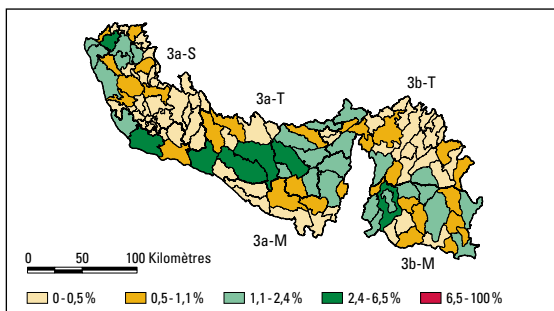 3a-S
3a-T
3b-T
3a-M
3b-M
0 50 100 Kilomètres
0-0,5% 0,5-1,1% 1,1-2,4% 2,4-6,5% 6,5-100%